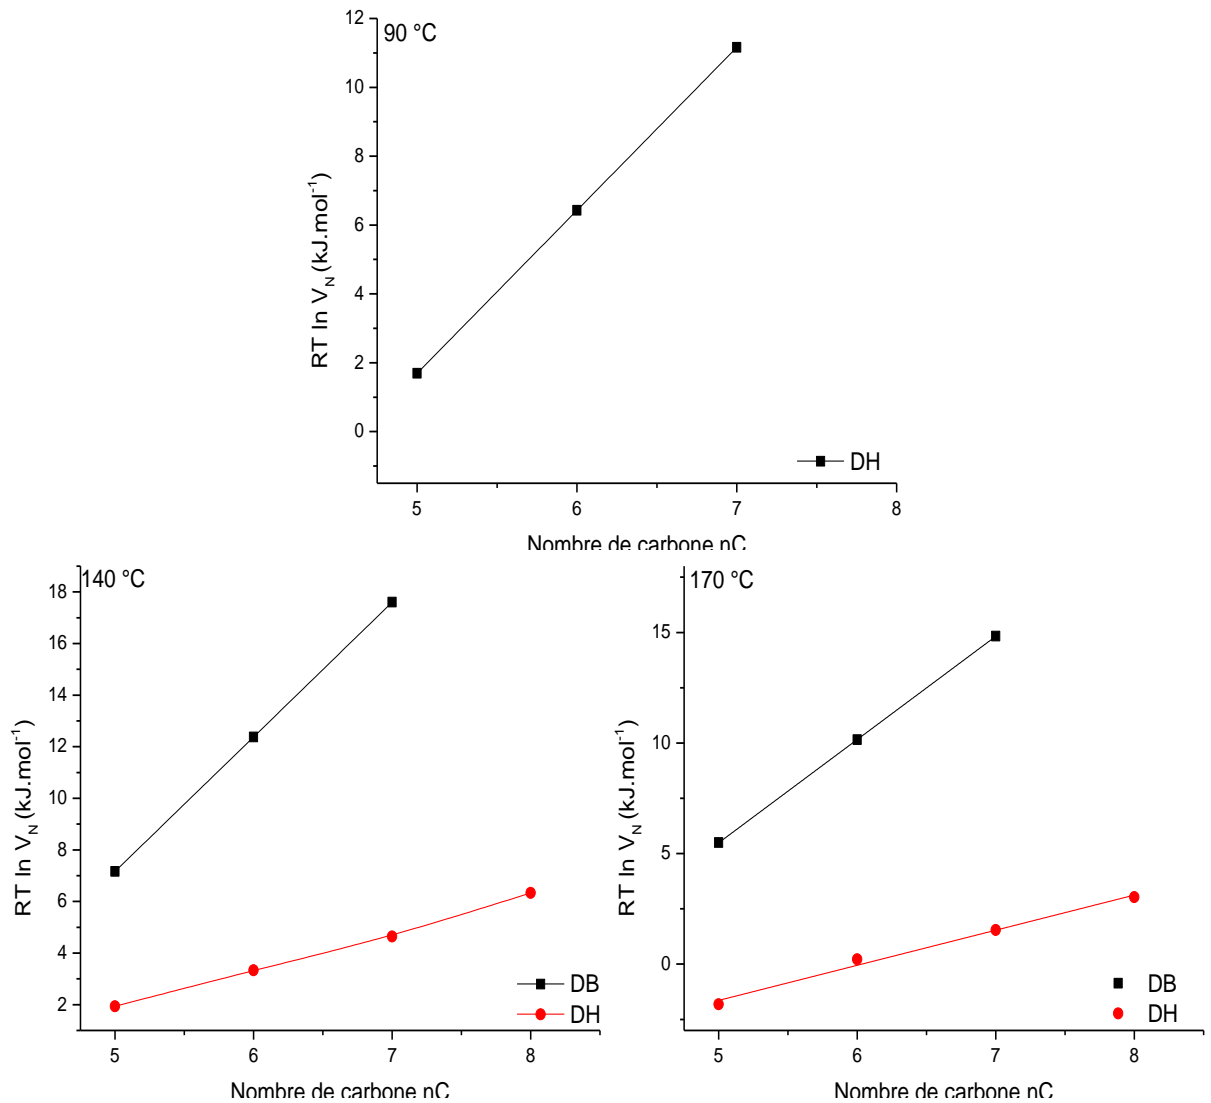 90 °C
12
10
8
6
4
2
0
RT ln V_N (kJ.mol⁻¹)
DH
5 6 7 8
Nombre de carbone nC
140 °C
18
16
14
12
10
8
6
4
2
RT ln V_N (kJ.mol⁻¹)
DB
DH
5 6 7 8
Nombre de carbone nC
170 °C
15
10
5
0
RT ln V_N (kJ.mol⁻¹)
DB
DH
5 6 7 8
Nombre de carbone nC